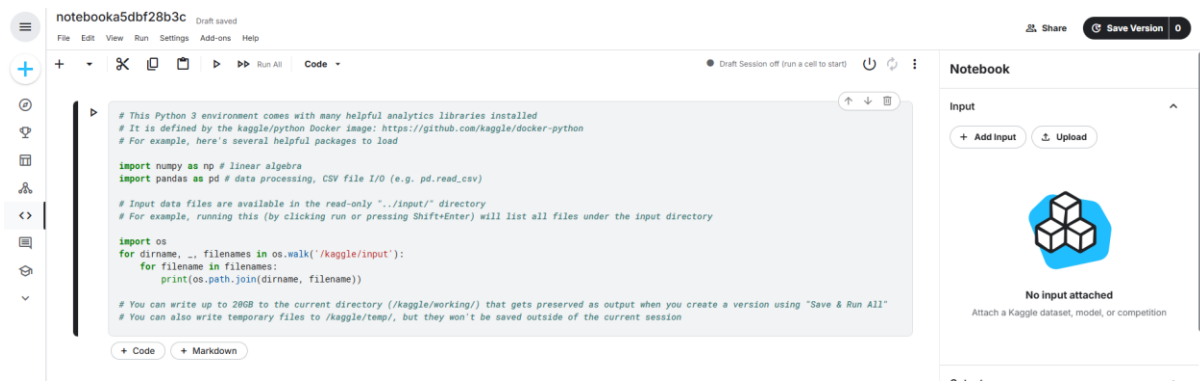 notebooka5dbf28b3c Draft saved
File Edit View Run Settings Add-ons Help
Share
Save Version 0
Run All Code
Draft Session off (run a cell to start)
# This Python 3 environment comes with many helpful analytics libraries installed
# It is defined by the kaggle/python Docker image: https://github.com/kaggle/docker-python
# For example, here's several helpful packages to load
import numpy as np # linear algebra
import pandas as pd # data processing, CSV file I/O (e.g. pd.read_csv)
# Input data files are available in the read-only "../input/" directory
# For example, running this (by clicking run or pressing Shift+Enter) will list all files under the input directory
import os
for dirname, _, filenames in os.walk('/kaggle/input'):
    for filename in filenames:
        print(os.path.join(dirname, filename))
# You can write up to 20GB to the current directory (/kaggle/working/) that gets preserved as output when you create a version using "Save & Run All"
# You can also write temporary files to /kaggle/temp/, but they won't be saved outside of the current session
+ Code + Markdown
Notebook
Input
+ Add Input Upload
No input attached
Attach a Kaggle dataset, model, or competition